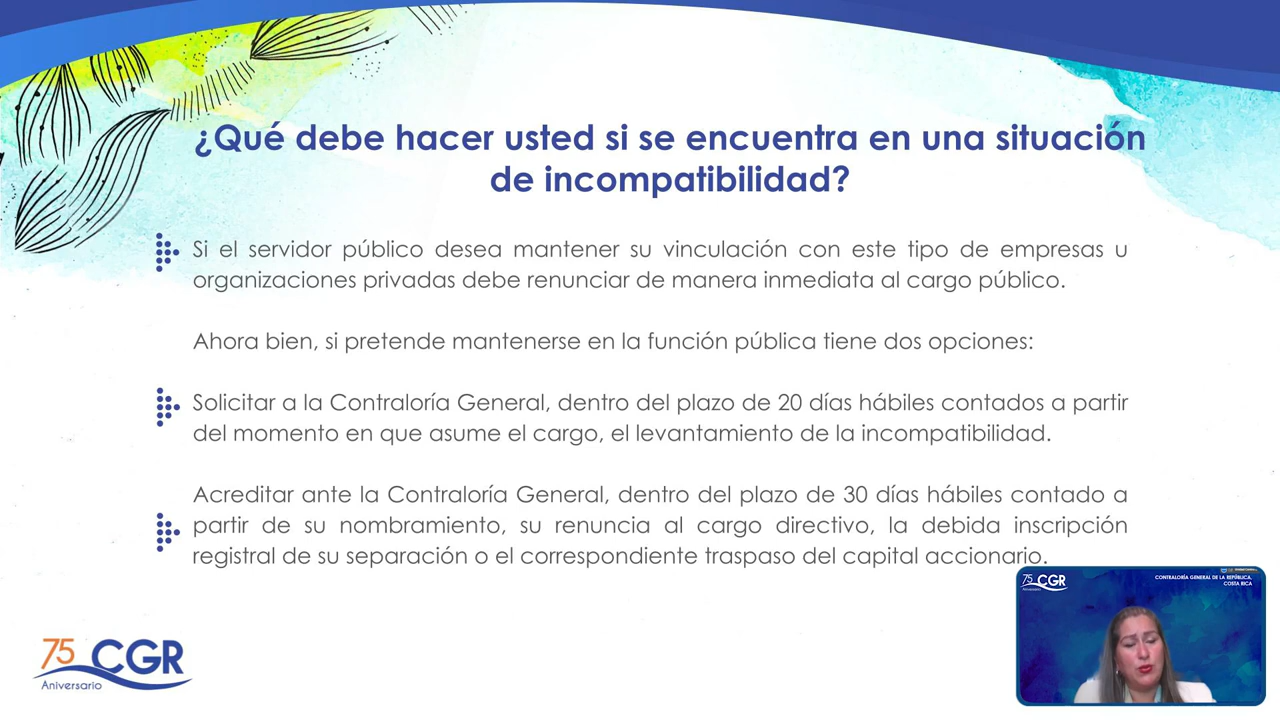 ¿Qué debe hacer usted si se encuentra en una situación
de incompatibilidad?
Si el servidor público desea mantener su vinculación con este tipo de empresas u
organizaciones privadas debe renunciar de manera inmediata al cargo público.
Ahora bien, si pretende mantenerse en la función pública tiene dos opciones:
Solicitar a la Contraloría General, dentro del plazo de 20 días hábiles contados a partir
del momento en que asume el cargo, el levantamiento de la incompatibilidad.
Acreditar ante la Contraloría General, dentro del plazo de 30 días hábiles contado a
partir de su nombramiento, su renuncia al cargo directivo, la debida inscripción
registral de su separación o el correspondiente traspaso del capital accionario.
75 CGR
Aniversario
75 CGR
Aniversario
CONTRALORÍA GENERAL DE LA REPÚBLICA,
COSTA RICA